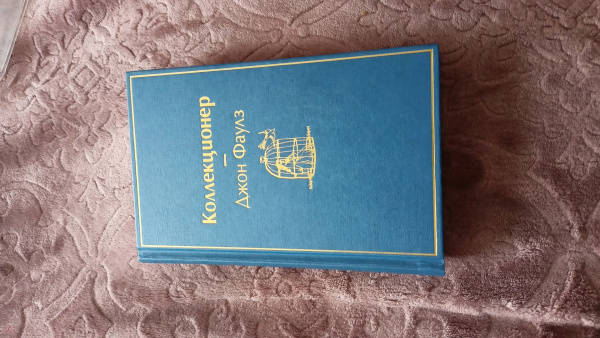 Коллекционер
Джон Фаулз